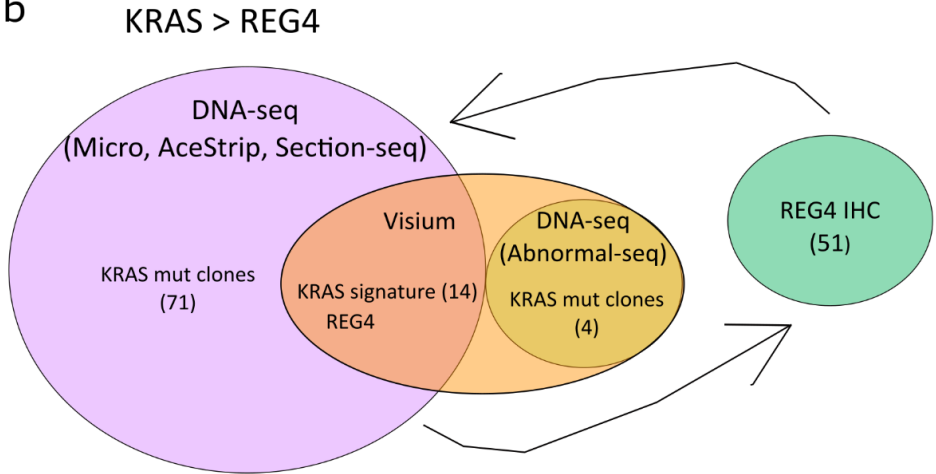 b
KRAS > REG4
DNA-seq
(Micro, AceStrip, Section-seq)
KRAS mut clones
(71)
Visium
KRAS signature (14)
REG4
DNA-seq
(Abnormal-seq)
KRAS mut clones
(4)
REG4 IHC
(51)